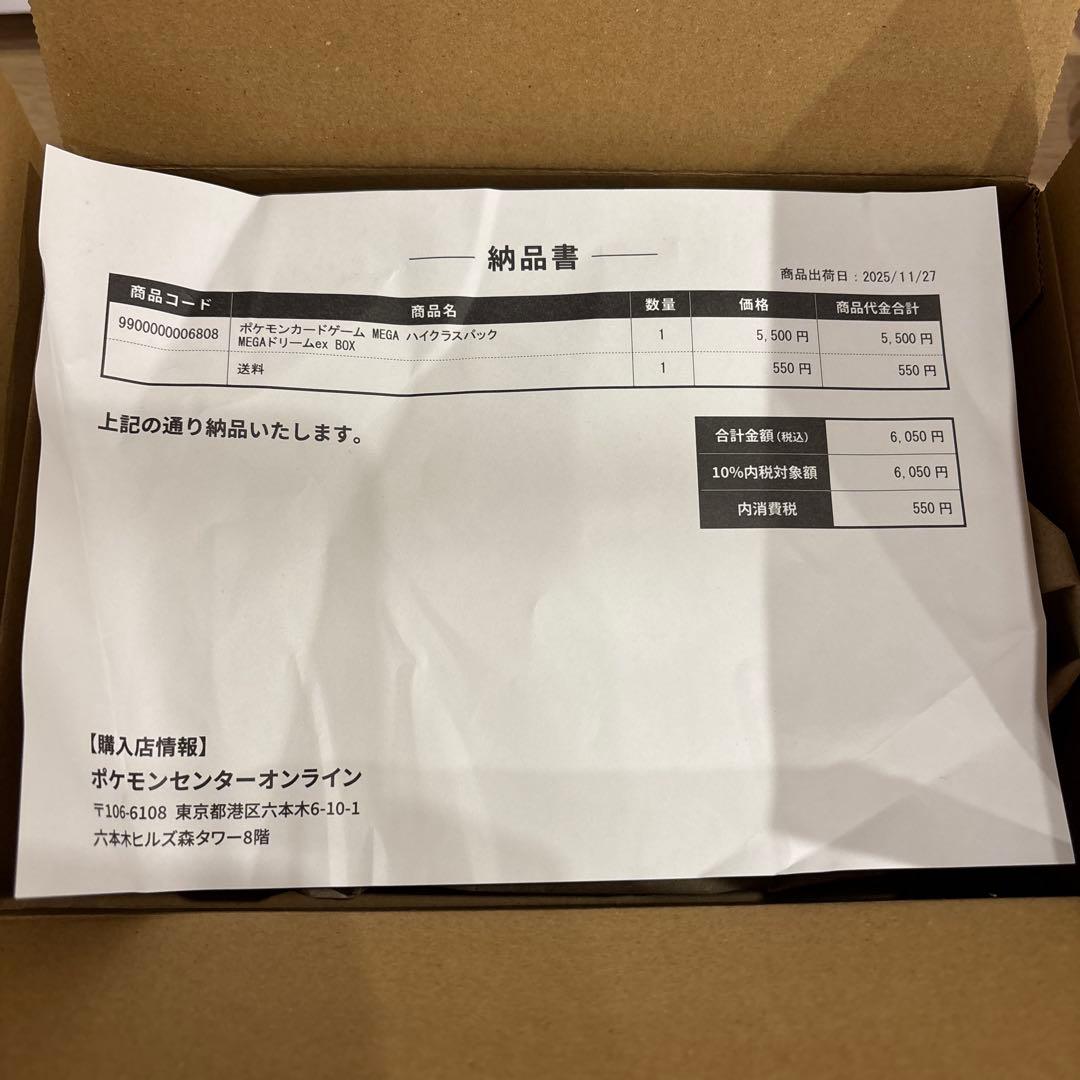 納品書
商品出荷日：2025/11/27
商品コード 商品名 数量 価格 商品代金合計
9900000006808 ポケモンカードゲーム MEGA ハイクラスパック 1 5,500 円 5,500 円
MEGAドリームex BOX
送料 1 550 円 550 円
上記の通り納品いたします。
合計金額(税込) 6,050 円
10%内税対象額 6,050 円
内消費税 550 円
【購入店情報】
ポケモンセンターオンライン
〒106-6108 東京都港区六本木6-10-1
六本木ヒルズ森タワー8階